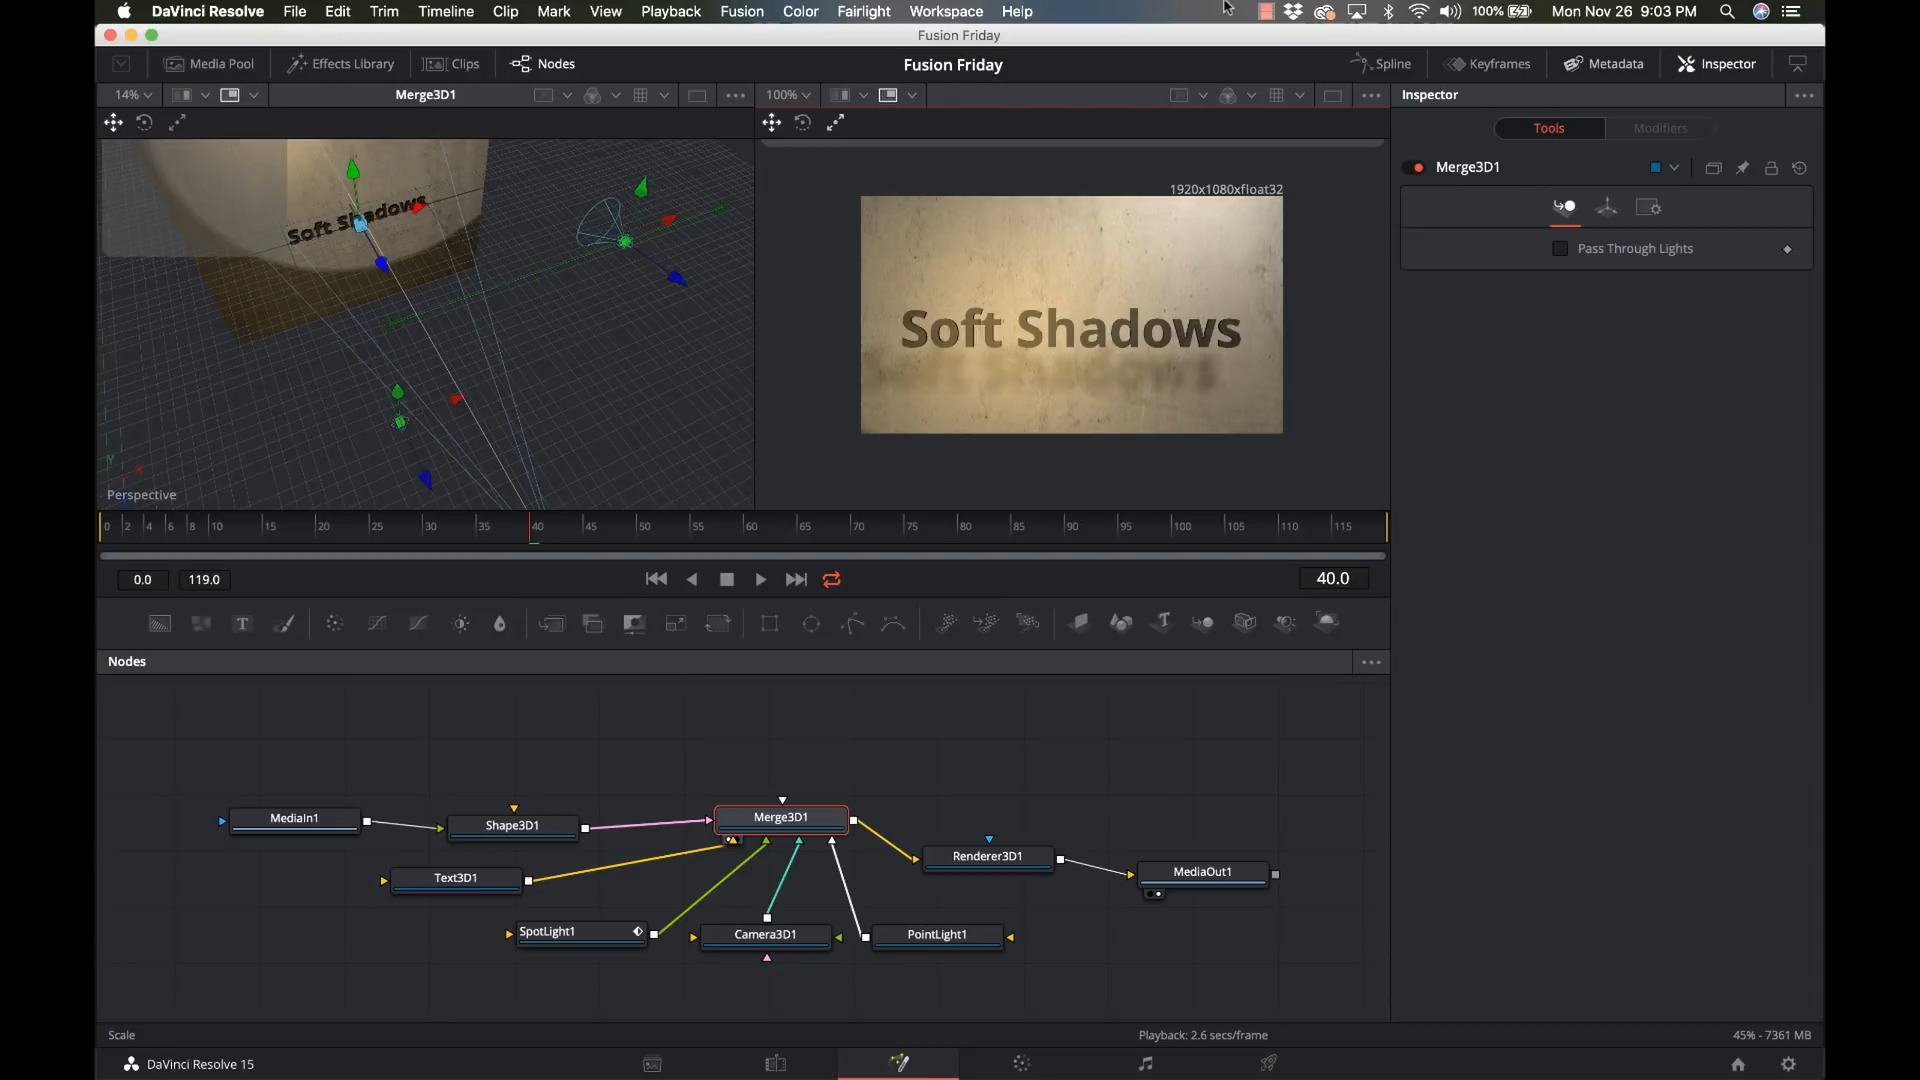 DaVinci Resolve File Edit Trim Timeline Clip Mark View Playback Fusion Color Fairlight Workspace Help 100% Mon Nov 26 9:03 PM
Fusion Friday
Media Pool Effects Library Clips Nodes Fusion Friday Spline Keyframes Metadata Inspector
14% Merge3D1 100% Inspector
Tools Modifiers
Merge3D1
1920x1080xfloat32
Pass Through Lights
Soft Shadows
Soft Shadows
Y X
Perspective
0 2 4 6 8 10 15 20 25 30 35 40 45 50 55 60 65 70 75 80 85 90 95 100 105 110 115
0.0 119.0 40.0
T T
Nodes
MediaIn1 Shape3D1 Merge3D1
Renderer3D1
Text3D1 MediaOut1
SpotLight1 Camera3D1 PointLight1
Scale Playback: 2.6 secs/frame 45% - 7361 MB
DaVinci Resolve 15